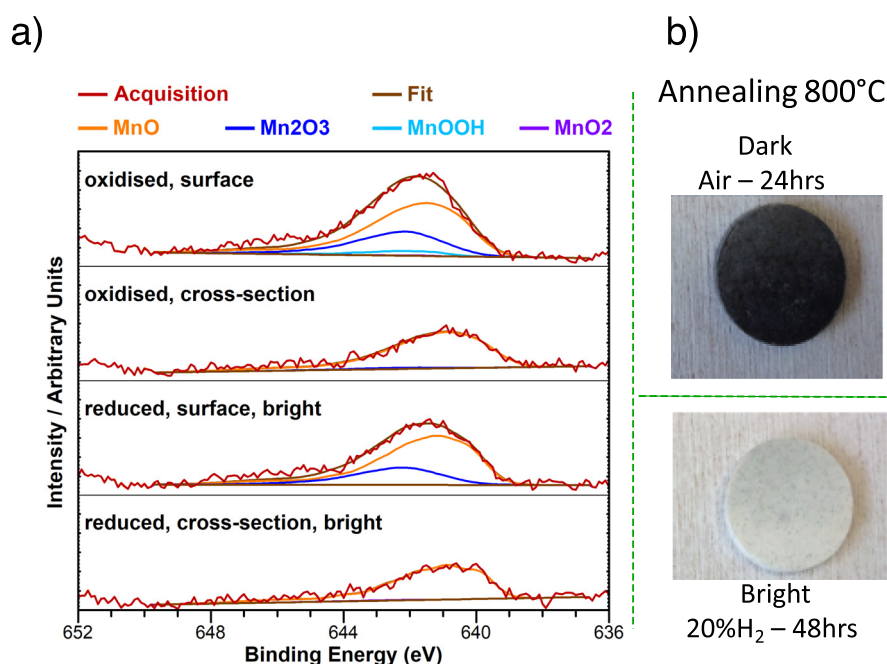 a)
Acquisition Fit
MnO Mn2O3 MnOOH MnO2
oxidised, surface
oxidised, cross-section
reduced, surface, bright
reduced, cross-section, bright
Intensity / Arbitrary Units
652 648 644 640 636
Binding Energy (eV)
b)
Annealing 800°C
Dark
Air – 24hrs
Bright
20%H₂ – 48hrs